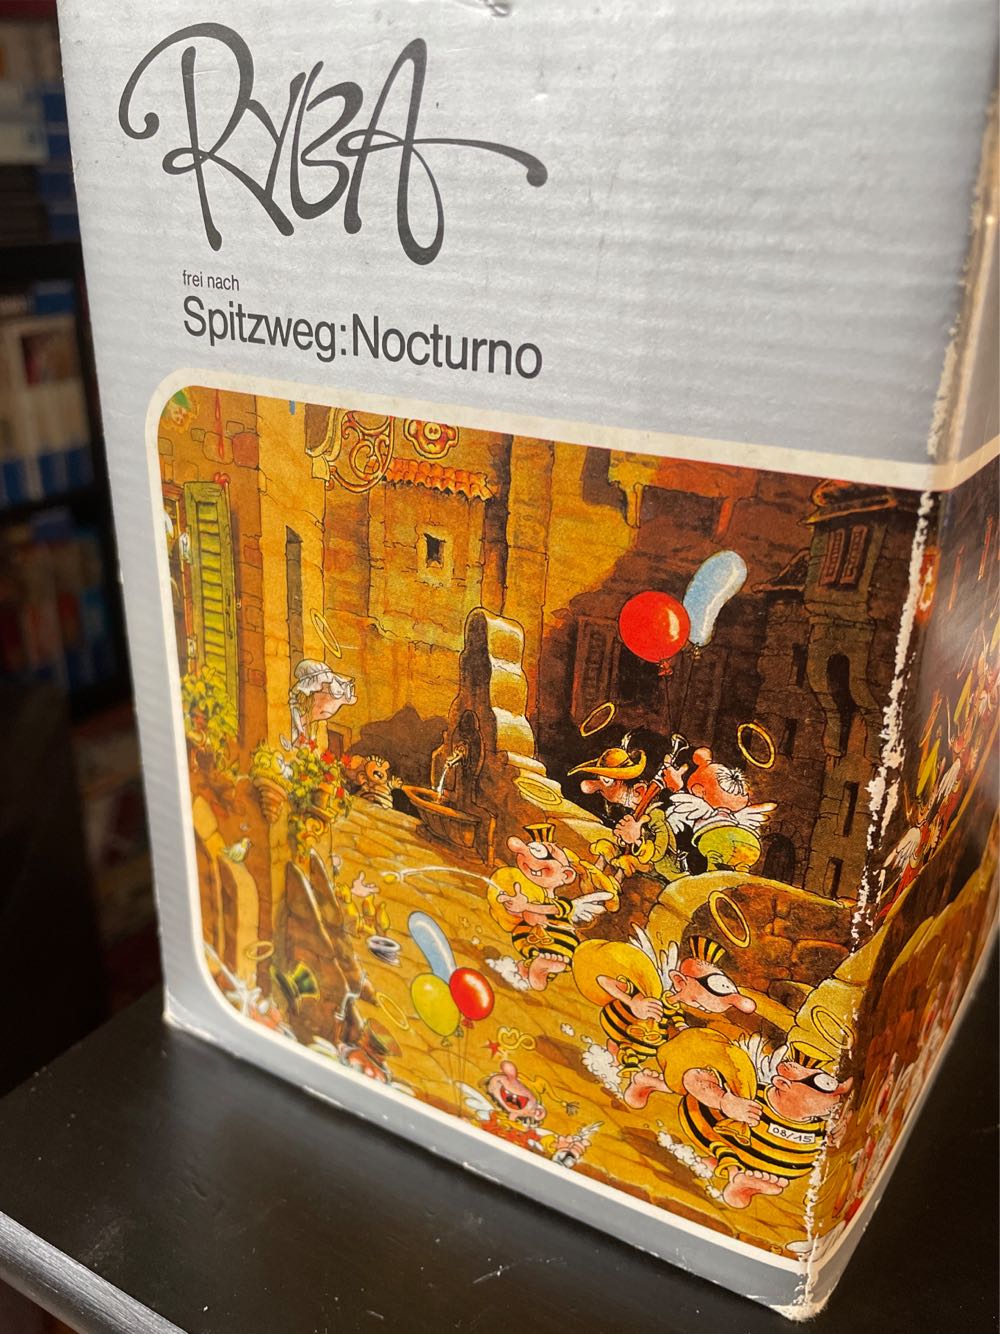 RYBA
frei nach
Spitzweg:Nocturno
08/15